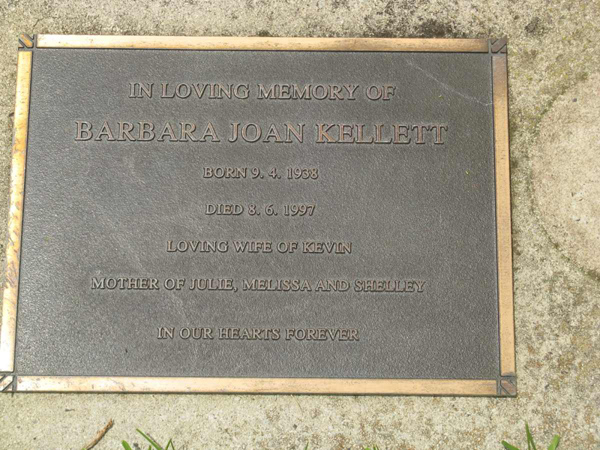 IN LOVING MEMORY OF
BARBARA JOAN KELLETT
BORN 9. 4. 1938
DIED 8. 6. 1997
LOVING WIFE OF KEVIN
MOTHER OF JULIE, MELISSA AND SHELLEY
IN OUR HEARTS FOREVER